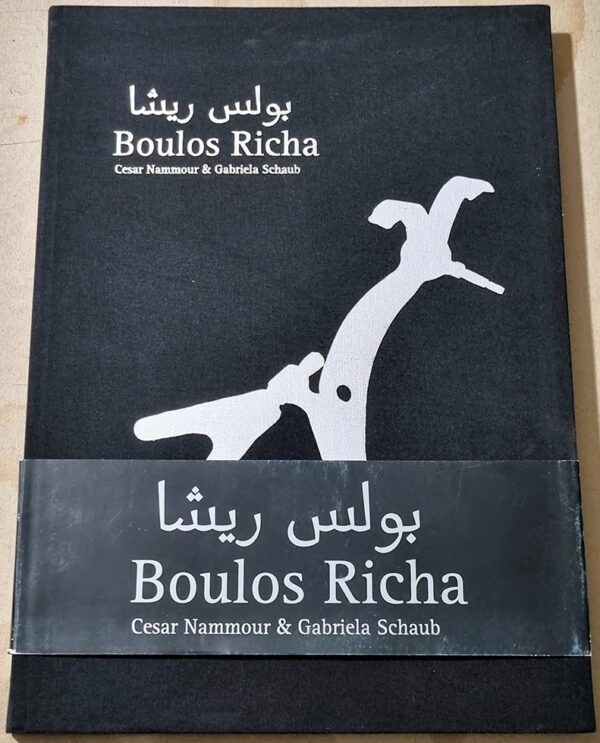 بولس ريشا
Boulos Richa
Cesar Nammour & Gabriela Schaub
بولس ريشا
Boulos Richa
Cesar Nammour & Gabriela Schaub